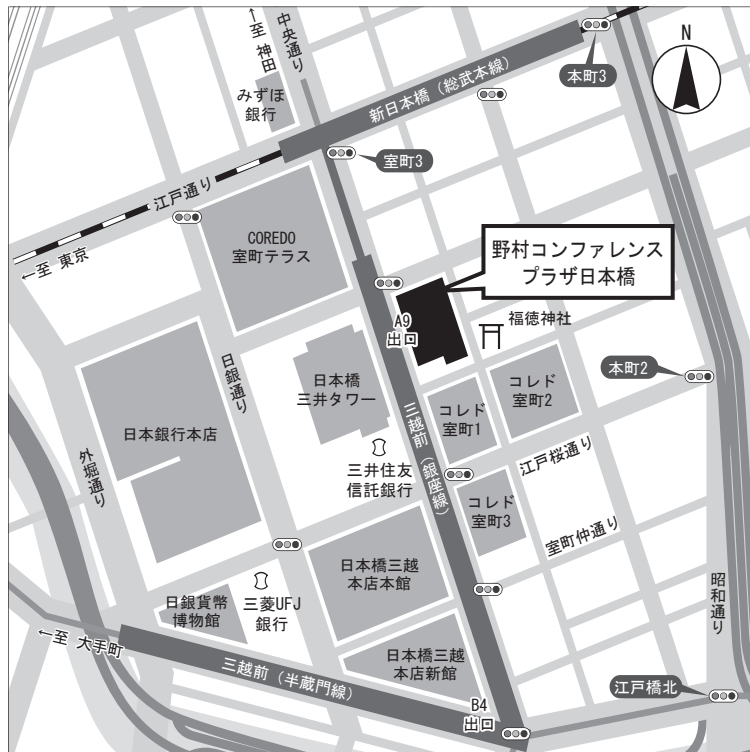 ←至 神田
中央通り
本町3
N
みずほ
銀行
新日本橋（総武本線）
室町3
江戸通り
←至 東京
COREDO
室町テラス
野村コンファレンス
プラザ日本橋
A9
出口
福徳神社
日銀通り
日本橋
三井タワー
本町2
コレド
室町2
コレド
室町1
三越前（銀座線）
日本銀行本店
外堀通り
三井住友
信託銀行
江戸桜通り
コレド
室町3
室町仲通り
日本橋三越
本店本館
昭和通り
日銀貨幣
博物館
三菱UFJ
銀行
←至 大手町
三越前（半蔵門線）
日本橋三越
本店新館
B4
出口
江戸橋北